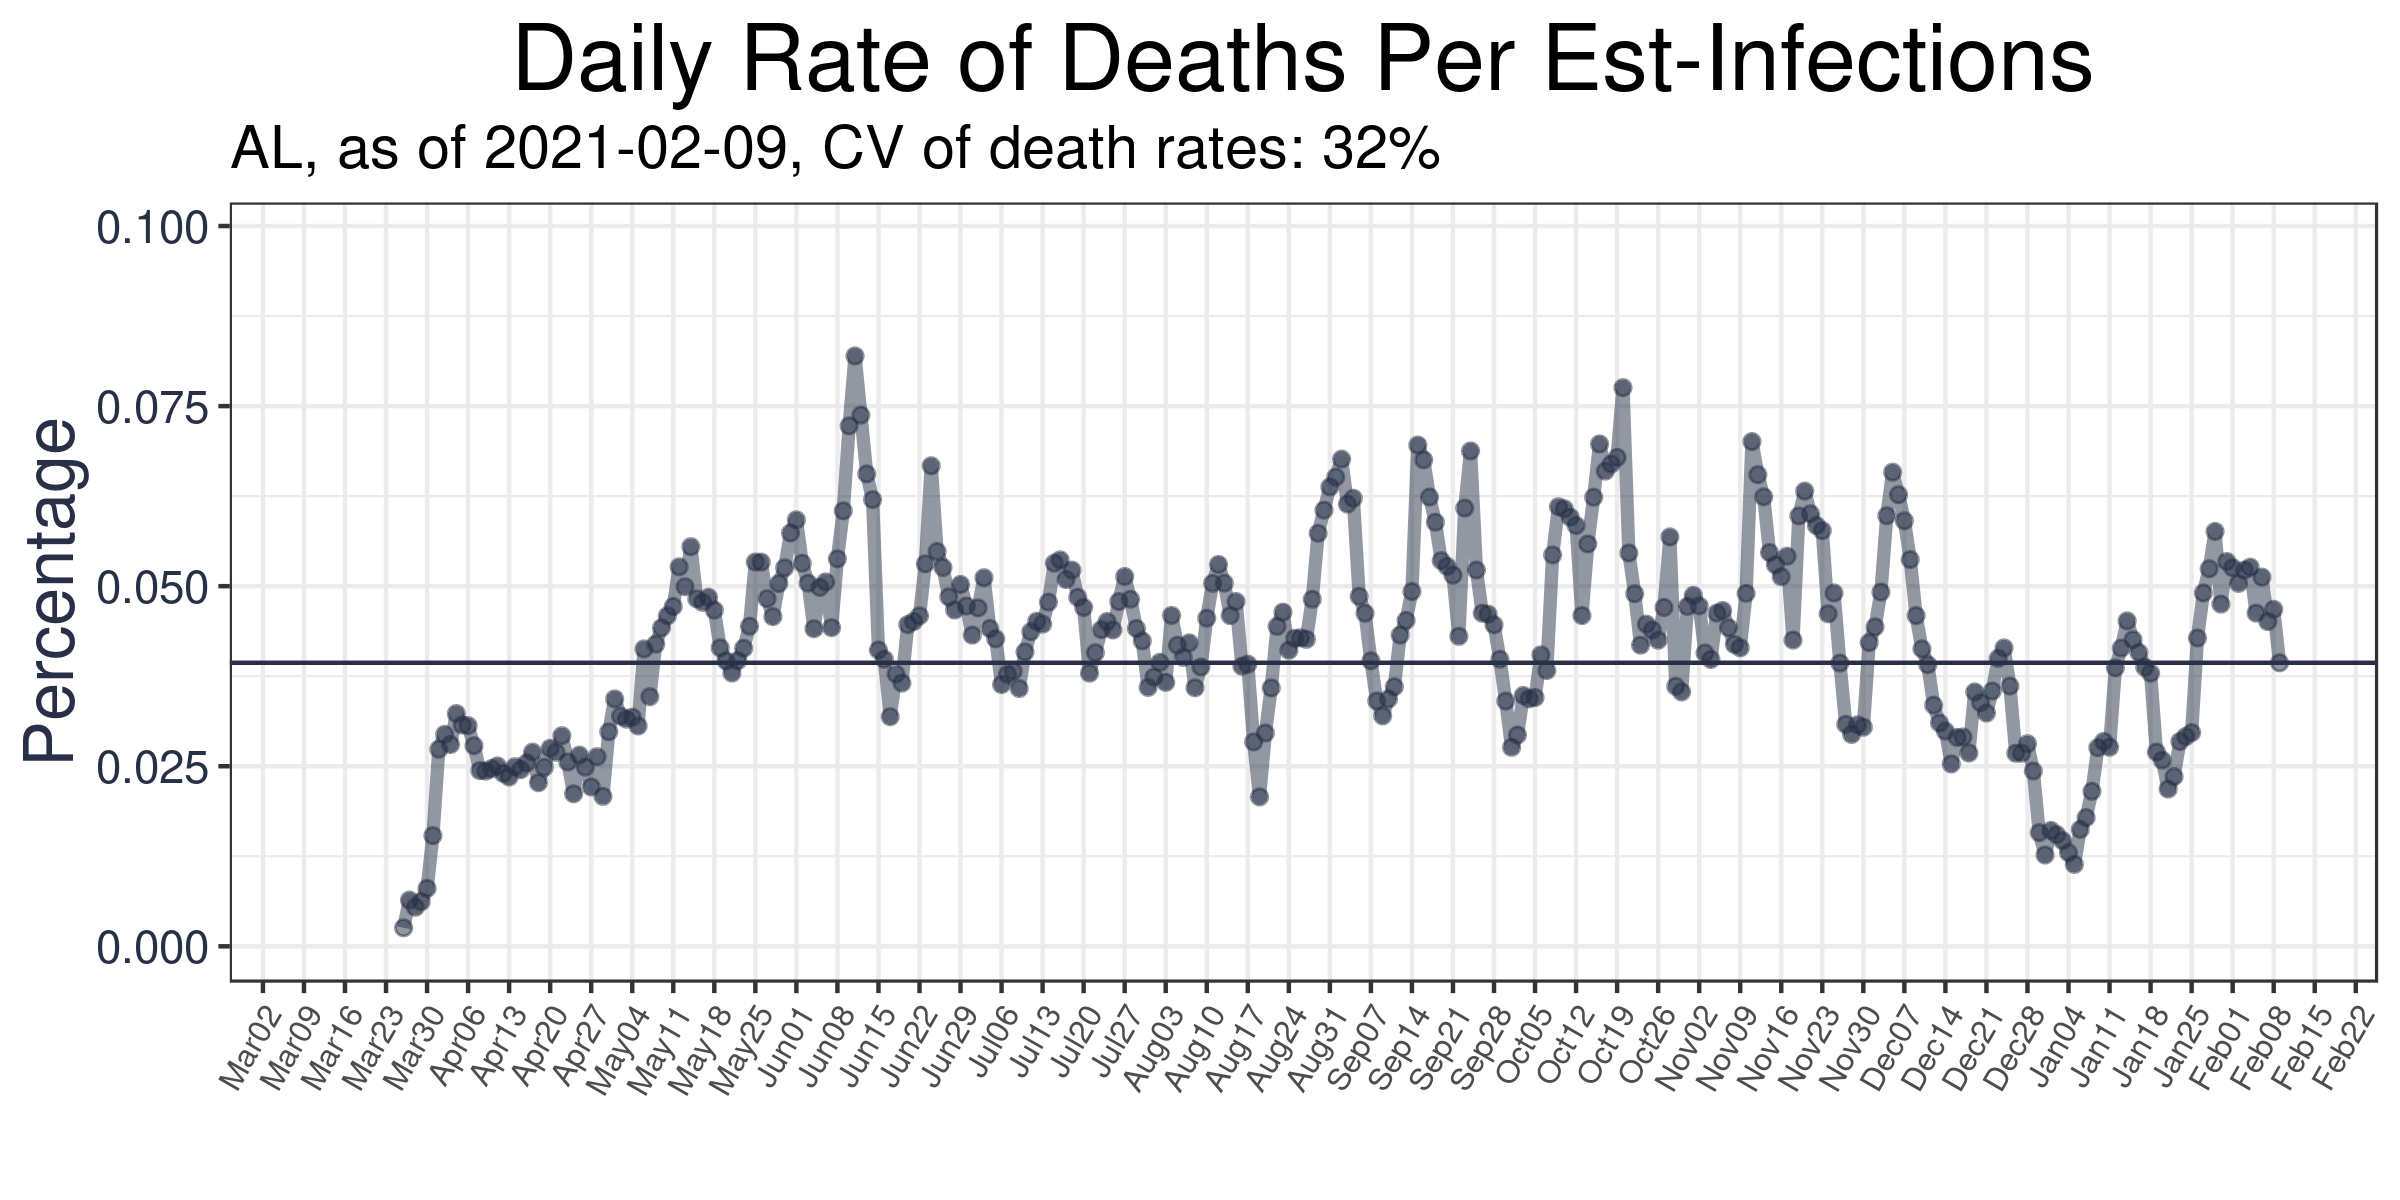 Daily Rate of Deaths Per Est-Infections
AL, as of 2021-02-09, CV of death rates: 32%
Percentage
0.100
0.075
0.050
0.025
0.000
Mar02
Mar09
Mar16
Mar23
Mar30
Apr06
Apr13
Apr20
Apr27
May04
May11
May18
May25
Jun01
Jun08
Jun15
Jun22
Jun29
Jul06
Jul13
Jul20
Jul27
Aug03
Aug10
Aug17
Aug24
Aug31
Sep07
Sep14
Sep21
Sep28
Oct05
Oct12
Oct19
Oct26
Nov02
Nov09
Nov16
Nov23
Nov30
Dec07
Dec14
Dec21
Dec28
Jan04
Jan11
Jan18
Jan25
Feb01
Feb08
Feb15
Feb22